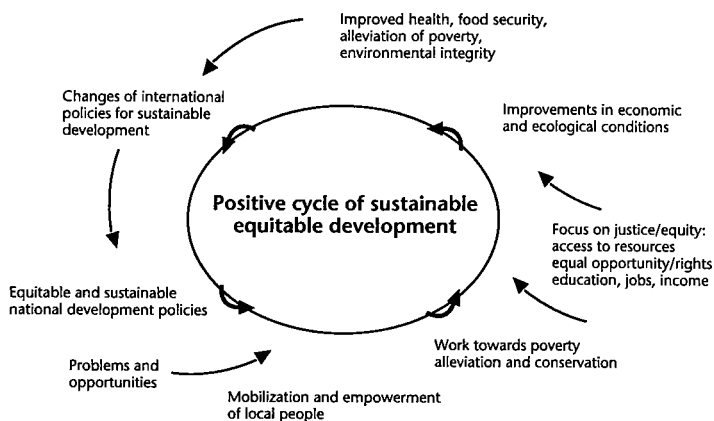 Improved health, food security,
alleviation of poverty,
environmental integrity
Changes of international
policies for sustainable
development
Improvements in economic
and ecological conditions
Positive cycle of sustainable
equitable development
Focus on justice/equity:
access to resources
equal opportunity/rights
education, jobs, income
Equitable and sustainable
national development policies
Work towards poverty
alleviation and conservation
Problems and
opportunities
Mobilization and empowerment
of local people